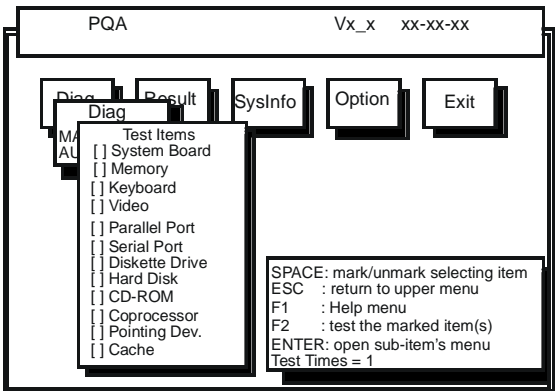 PQA Vx_x xx-xx-xx
Diag Result SysInfo Option Exit
Diag
MA
AU
Test Items
[ ] System Board
[ ] Memory
[ ] Keyboard
[ ] Video
[ ] Parallel Port
[ ] Serial Port
[ ] Diskette Drive
[ ] Hard Disk
[ ] CD-ROM
[ ] Coprocessor
[ ] Pointing Dev.
[ ] Cache
SPACE: mark/unmark selecting item
ESC : return to upper menu
F1 : Help menu
F2 : test the marked item(s)
ENTER: open sub-item's menu
Test Times = 1